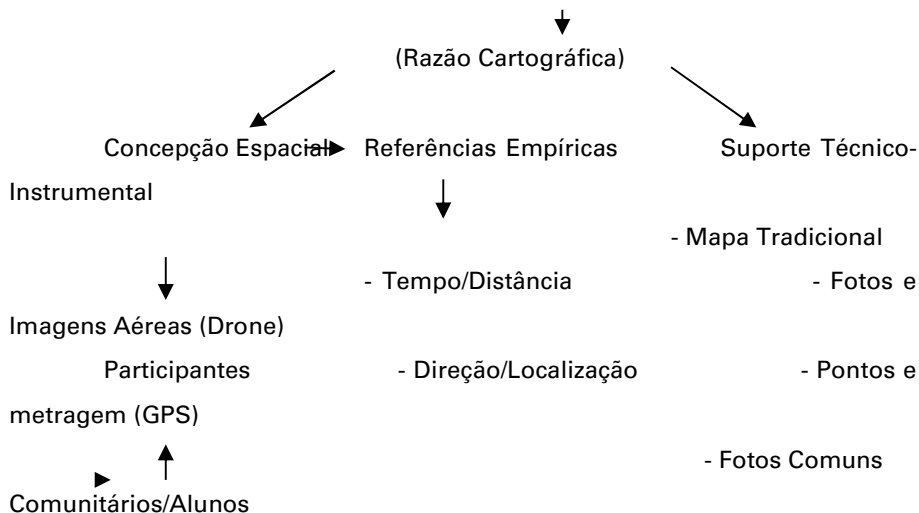 (Razão Cartográfica)
Concepção Espacial Referências Empíricas Suporte Técnico-
Instrumental
- Mapa Tradicional
- Tempo/Distância - Fotos e
Imagens Aéreas (Drone)
Participantes - Direção/Localização - Pontos e
metragem (GPS)
- Fotos Comuns
Comunitários/Alunos